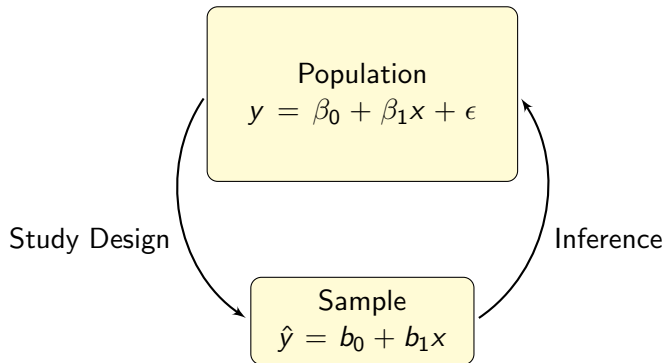 Population
y = β₀ + β₁x + ϵ
Study Design
Inference
Sample
ŷ = b₀ + b₁x